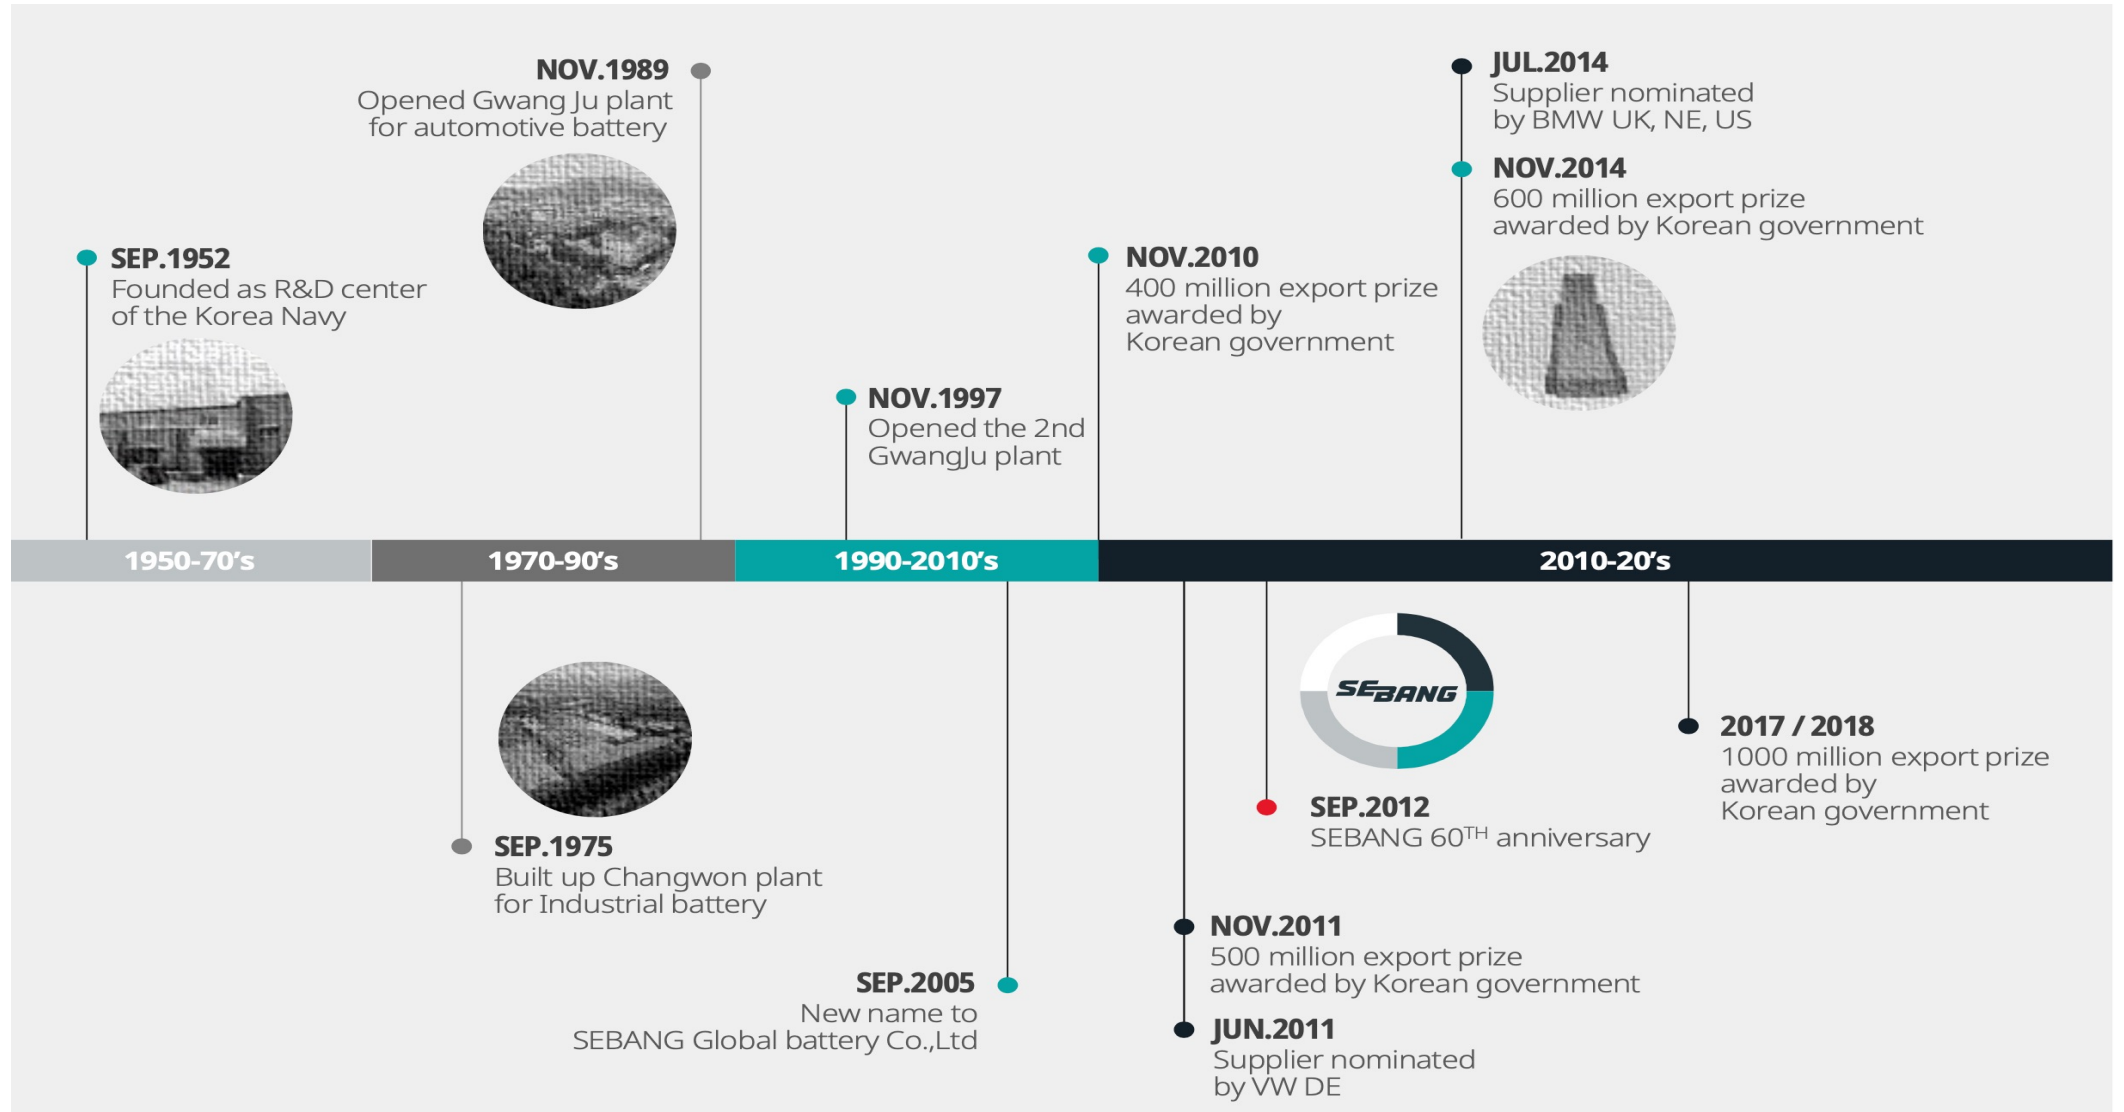 NOV.1989
Opened Gwang Ju plant
for automotive battery
SEP.1952
Founded as R&D center
of the Korea Navy
NOV.1997
Opened the 2nd
GwangJu plant
NOV.2010
400 million export prize
awarded by
Korean government
JUL.2014
Supplier nominated
by BMW UK, NE, US
NOV.2014
600 million export prize
awarded by Korean government
1950-70’s
1970-90’s
1990-2010’s
2010-20’s
SEP.1975
Built up Changwon plant
for Industrial battery
SEP.2005
New name to
SEBANG Global battery Co.,Ltd
SEBANG
SEP.2012
SEBANG 60TH anniversary
NOV.2011
500 million export prize
awarded by Korean government
JUN.2011
Supplier nominated
by VW DE
2017 / 2018
1000 million export prize
awarded by
Korean government